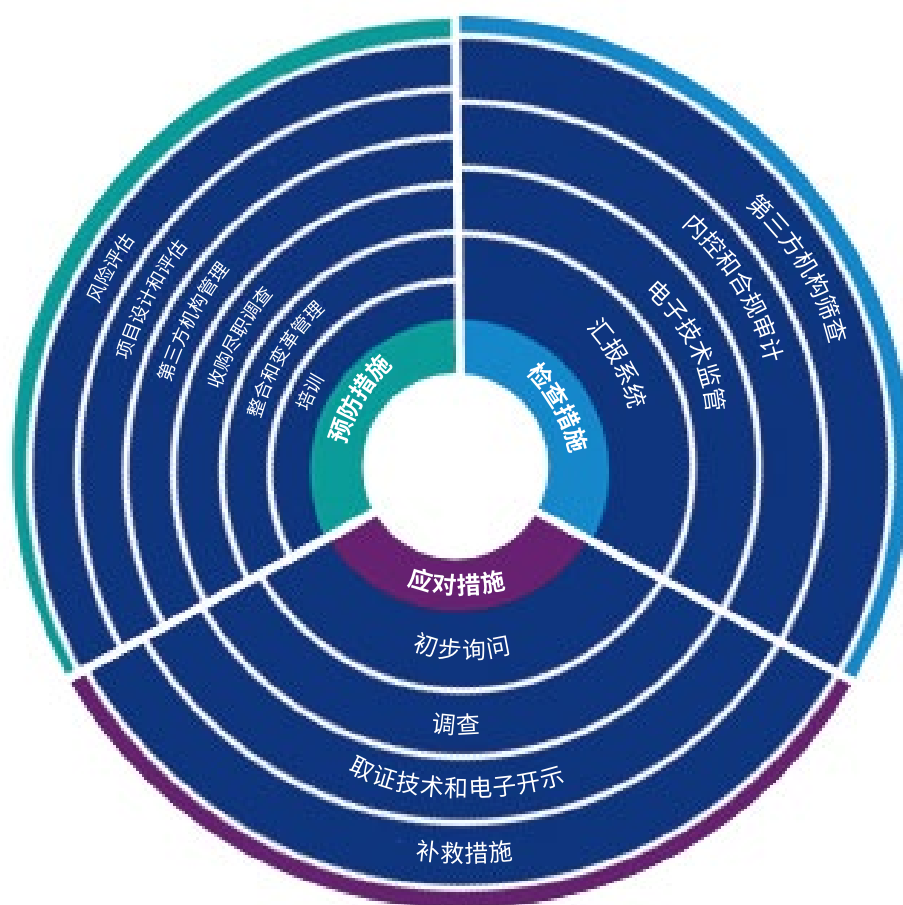 风险评估
项目设计和评估
第三方机构管理
收购尽职调查
整合和变革管理
培训
预防措施
第三方机构筛查
内控和合规审计
电子技术监管
汇报系统
检查措施
应对措施
初步询问
调查
取证技术和电子开示
补救措施